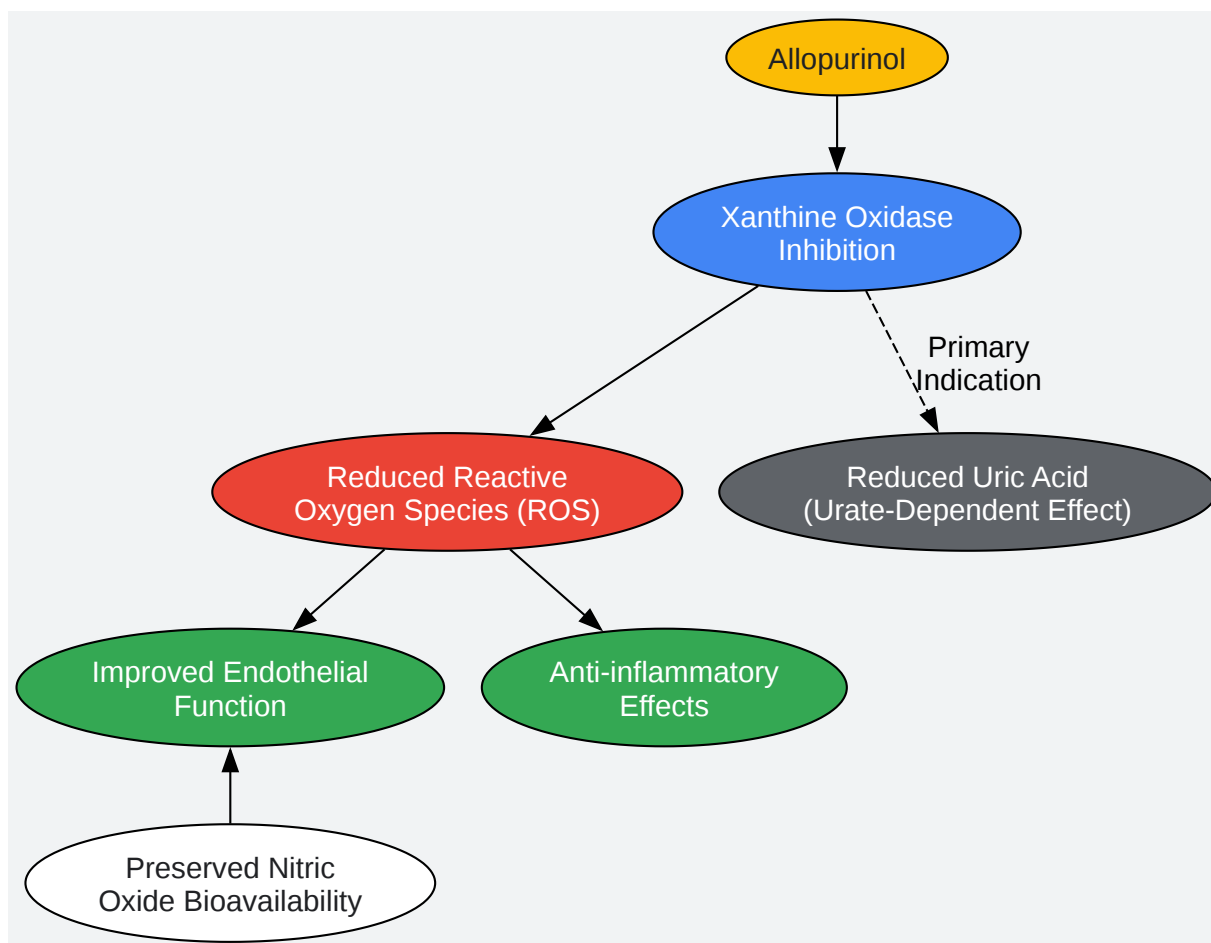 Allopurinol
Xanthine Oxidase
Inhibition
Primary
Indication
Reduced Reactive
Oxygen Species (ROS)
Reduced Uric Acid
(Urate-Dependent Effect)
Improved Endothelial
Function
Anti-inflammatory
Effects
Preserved Nitric
Oxide Bioavailability